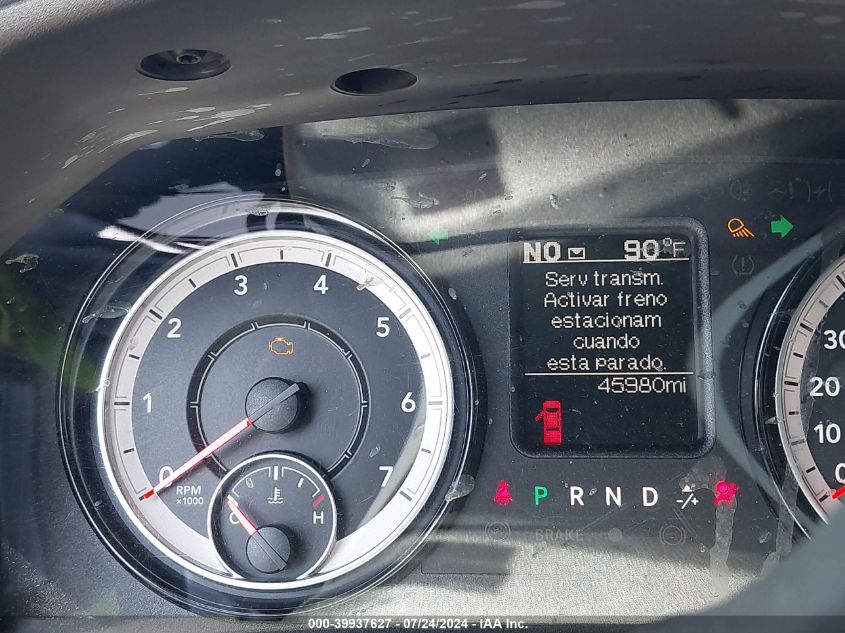 NO 90°F
Serv transm.
Activar freno
estacionam
cuando
esta parado.
45980mi
0 1 2 3 4 5 6 7
RPM
x1000
C H
30
20
10
0
P R N D -/+
BRAKE
000-39937627 / 07/24/2024 - IAA Inc.